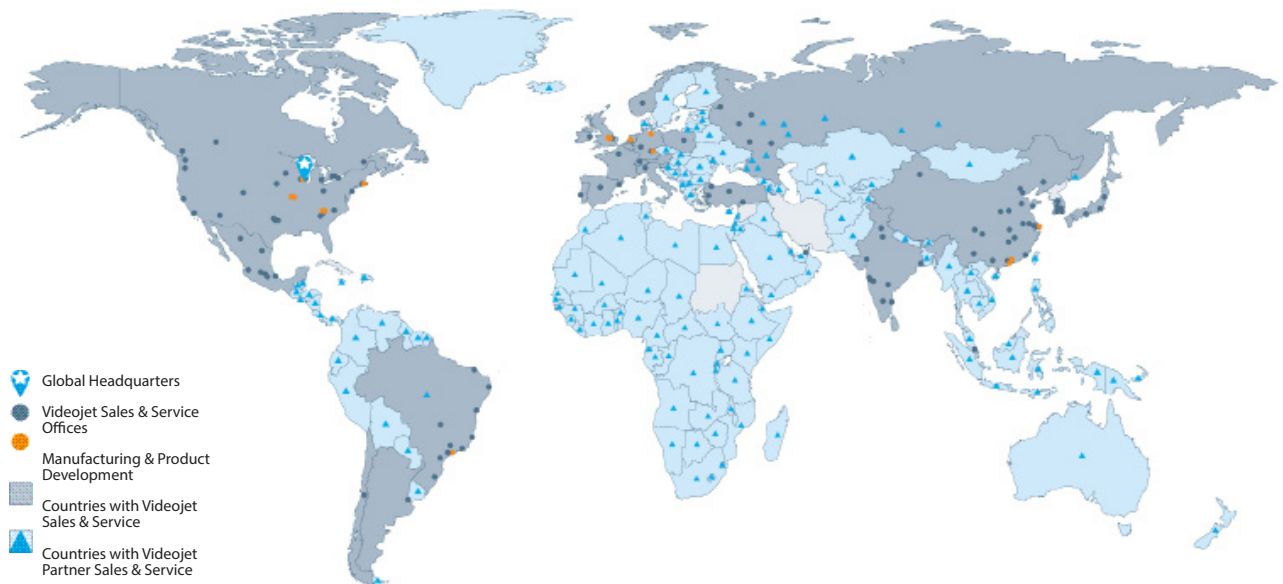 Global Headquarters
Videojet Sales & Service
Offices
Manufacturing & Product
Development
Countries with Videojet
Sales & Service
Countries with Videojet
Partner Sales & Service